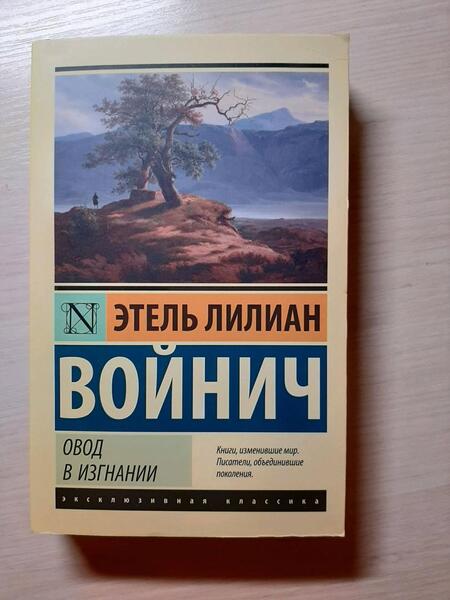 N
ЭТЕЛЬ ЛИЛИАН
ВОЙНИЧ
ОВОД
В ИЗГНАНИИ
Книги, изменившие мир.
Писатели, объединившие
поколения.
эксклюзивная классика